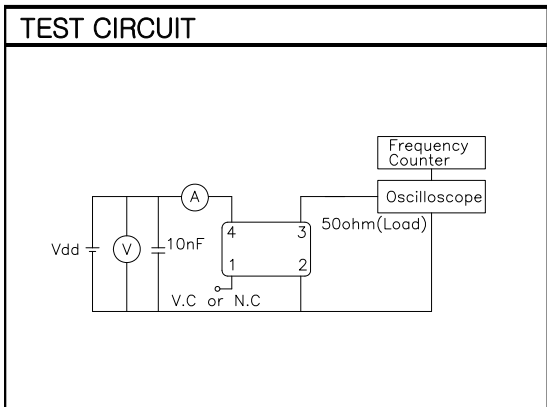 TEST CIRCUIT
Frequency
Counter
A
Oscilloscope
4
3
50ohm(Load)
Vdd
V
10nF
1
2
V.C or N.C